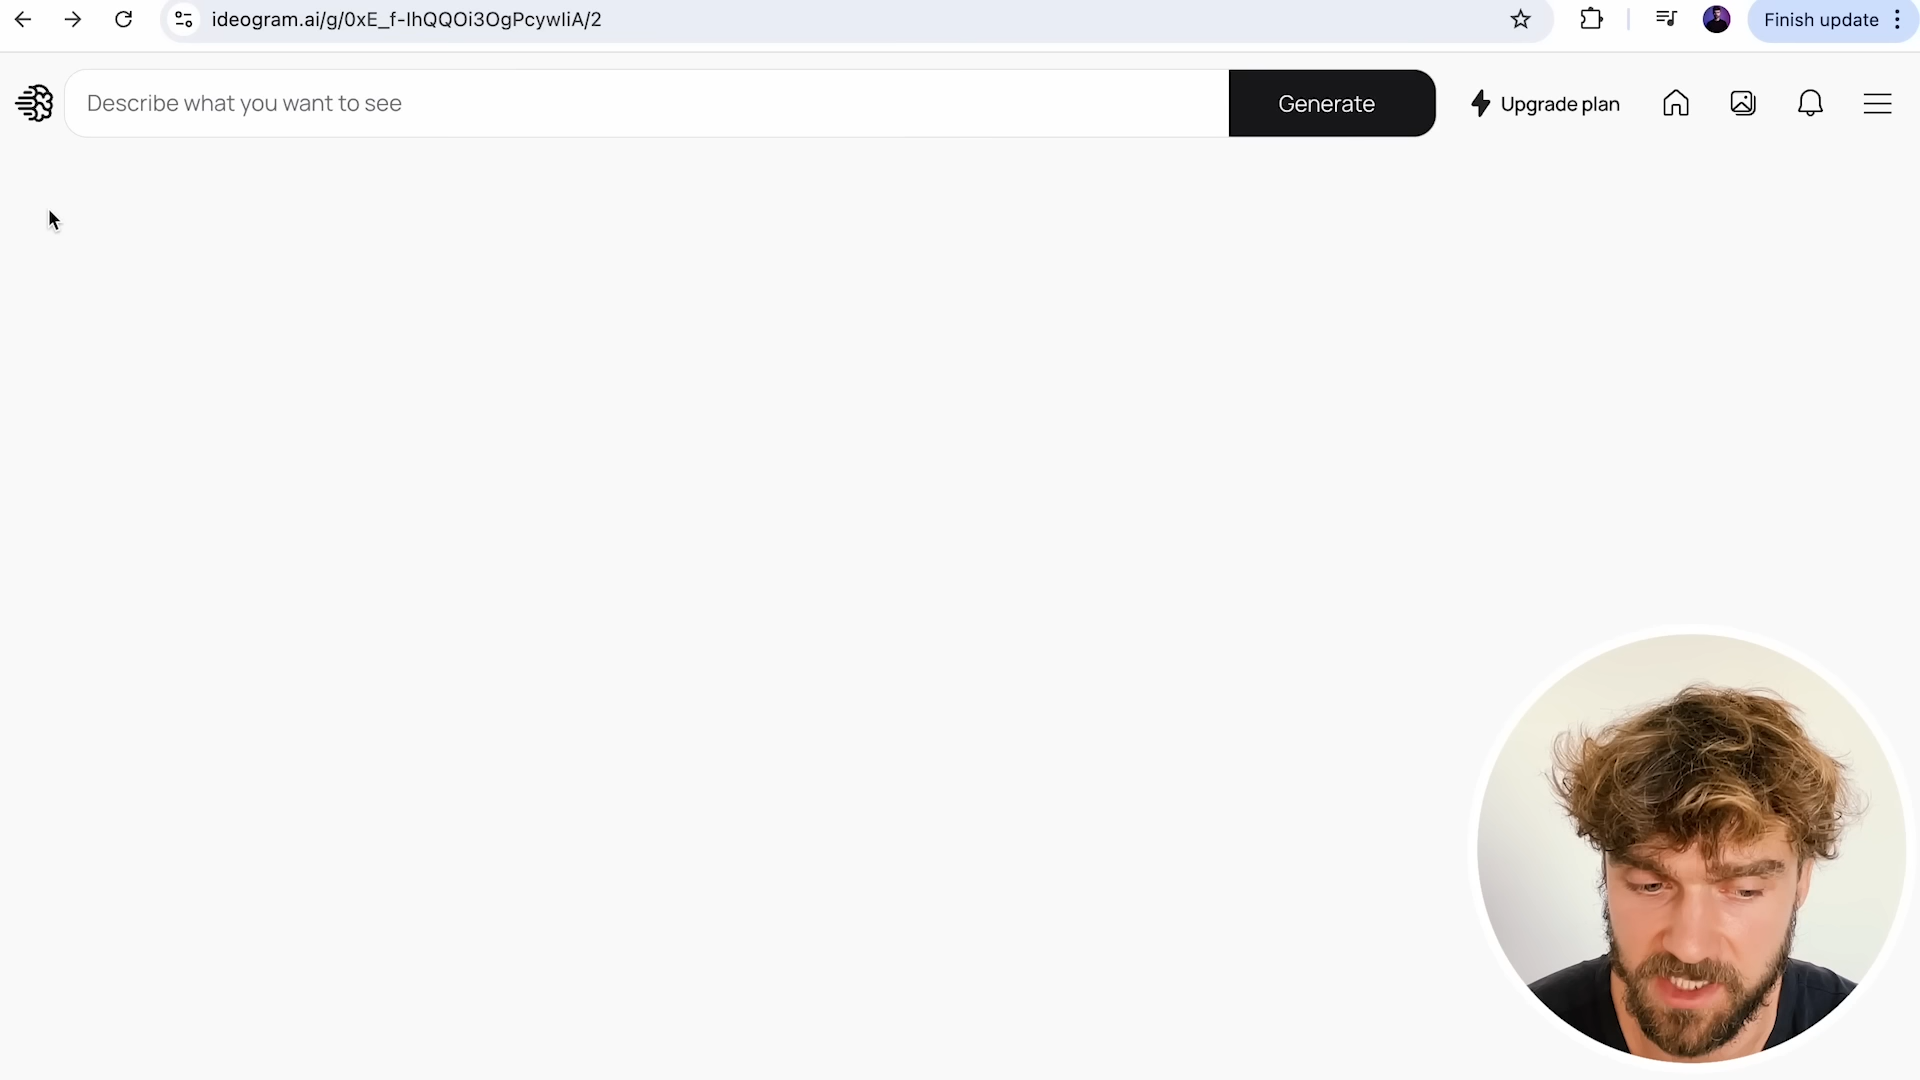 ideogram.ai/g/0xE_f-IhQQOi3OgPcywIiA/2
Finish update
Describe what you want to see
Generate
Upgrade plan